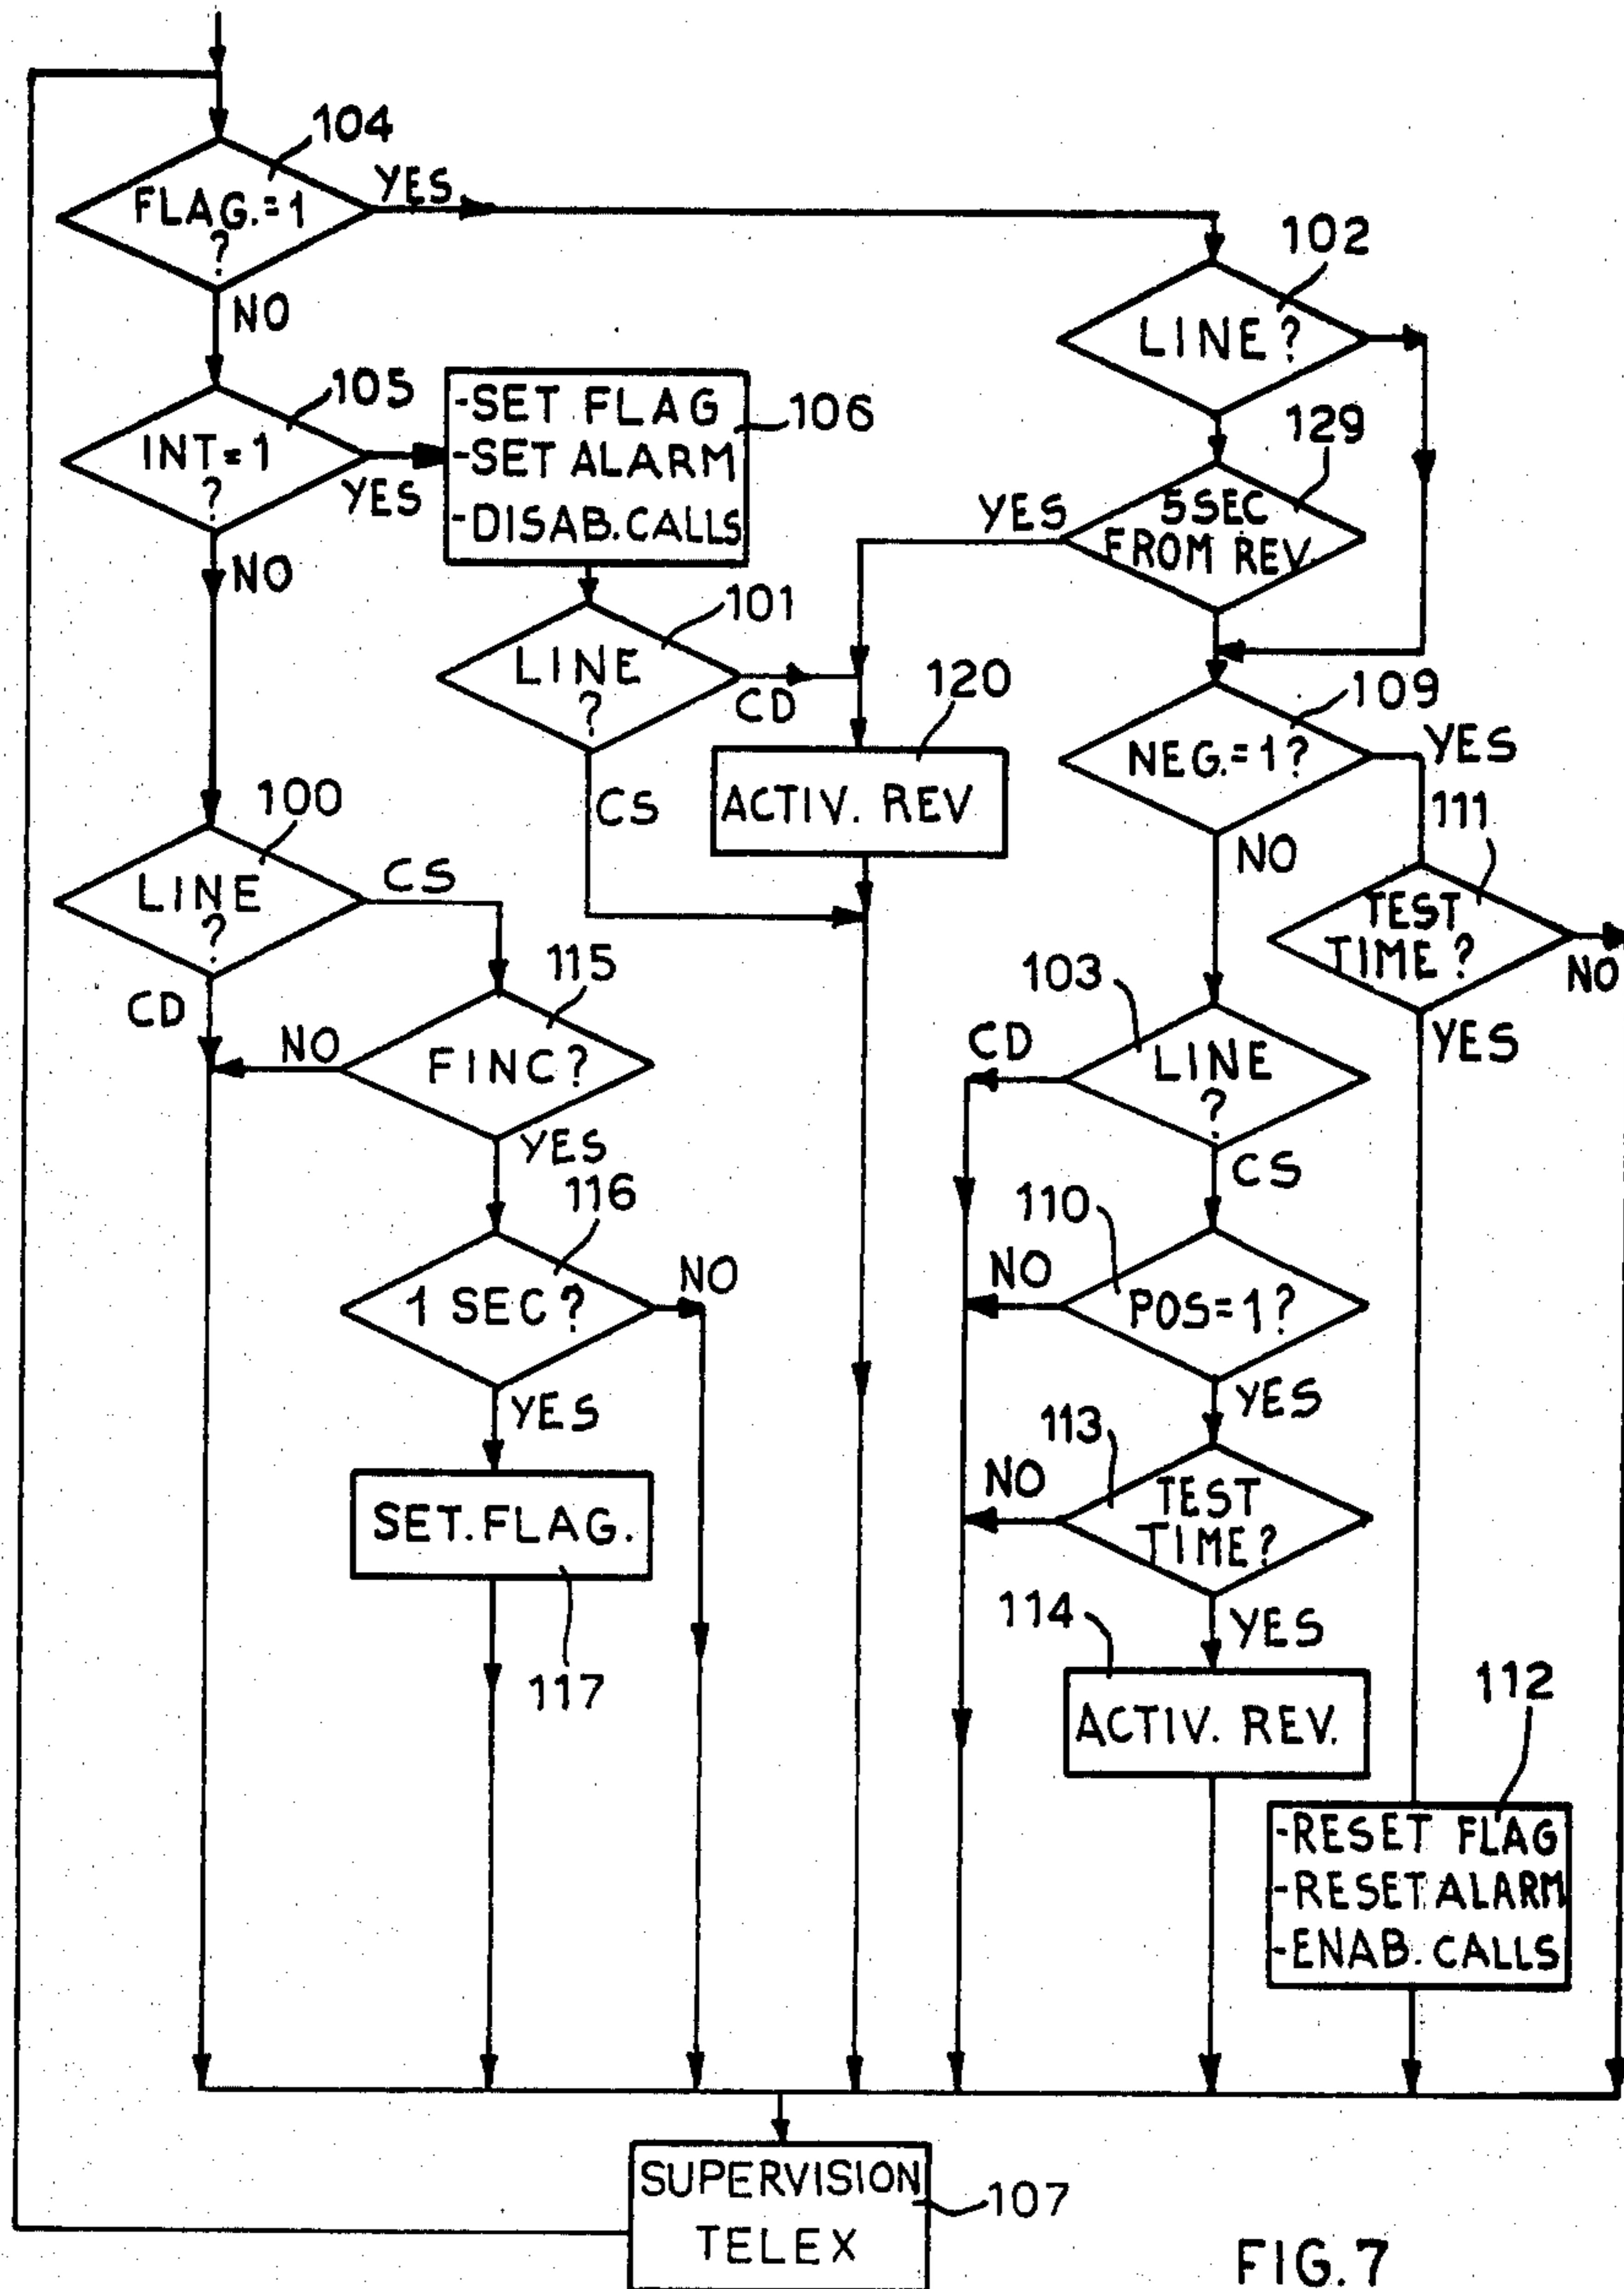 104
FLAG.=1
?
YES
NO
102
LINE?
105
INT=1
?
YES
NO
-SET FLAG
-SET ALARM
-DISAB.CALLS
106
129
5SEC
FROM REV.
YES
101
LINE
?
CD
CS
120
ACTIV. REV
109
NEG.=1?
YES
NO
111
TEST
TIME?
NO
YES
100
LINE
?
CS
CD
115
FINC?
NO
YES
103
LINE
?
CD
CS
116
1 SEC?
NO
YES
110
POS=1?
NO
YES
SET.FLAG.
117
113
TEST
TIME?
NO
YES
114
ACTIV. REV.
112
-RESET FLAG
-RESET ALARM
-ENAB. CALLS
SUPERVISION
TELEX
107
FIG.7